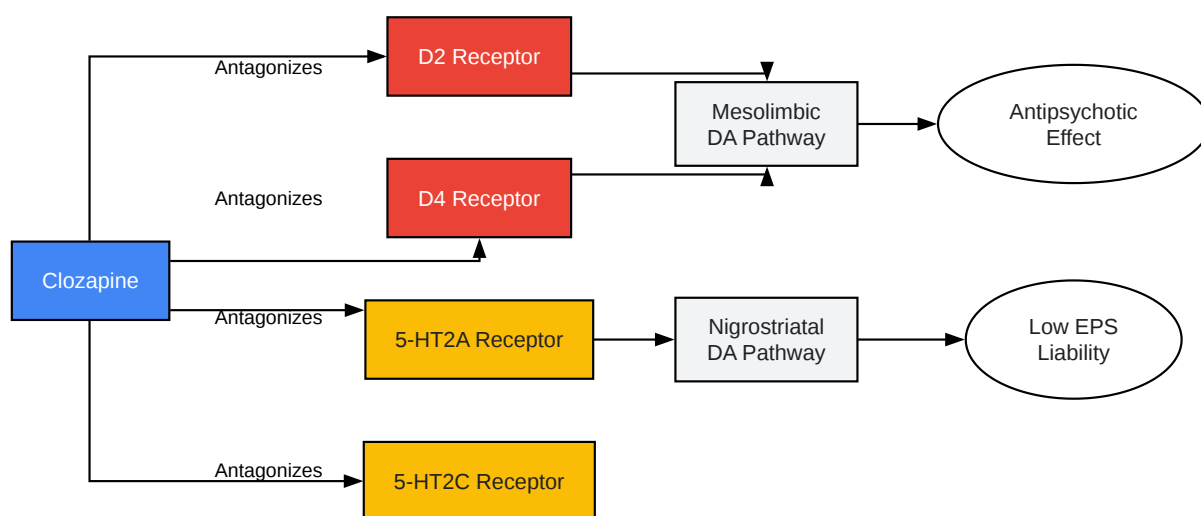 Antagonizes
D2 Receptor
Mesolimbic
DA Pathway
Antipsychotic
Effect
Antagonizes
D4 Receptor
Clozapine
Antagonizes
5-HT2A Receptor
Nigrostriatal
DA Pathway
Low EPS
Liability
Antagonizes
5-HT2C Receptor